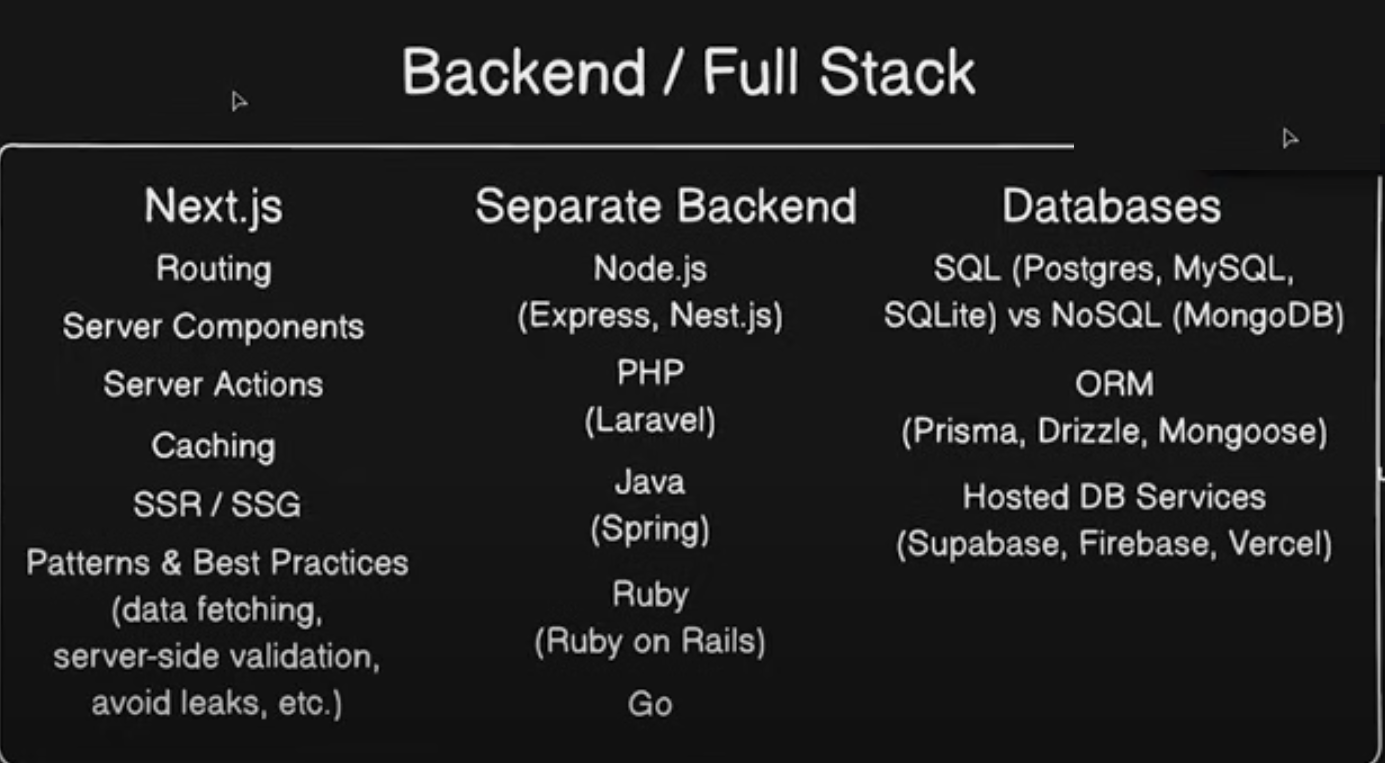 Backend / Full Stack
Next.js
Routing
Server Components
Server Actions
Caching
SSR / SSG
Patterns & Best Practices
(data fetching,
server-side validation,
avoid leaks, etc.)
Separate Backend
Node.js
(Express, Nest.js)
PHP
(Laravel)
Java
(Spring)
Ruby
(Ruby on Rails)
Go
Databases
SQL (Postgres, MySQL,
SQLite) vs NoSQL (MongoDB)
ORM
(Prisma, Drizzle, Mongoose)
Hosted DB Services
(Supabase, Firebase, Vercel)